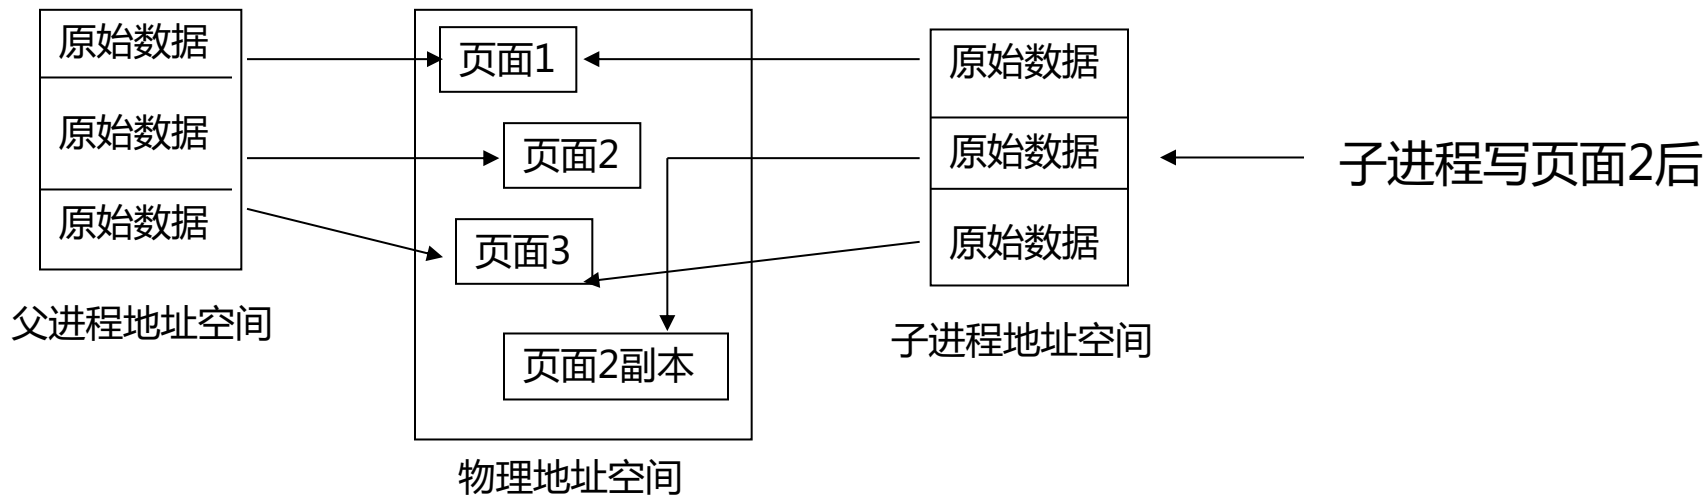 原始数据
原始数据
原始数据
父进程地址空间
页面1
页面2
页面3
页面2副本
物理地址空间
原始数据
原始数据
原始数据
子进程地址空间
子进程写页面2后